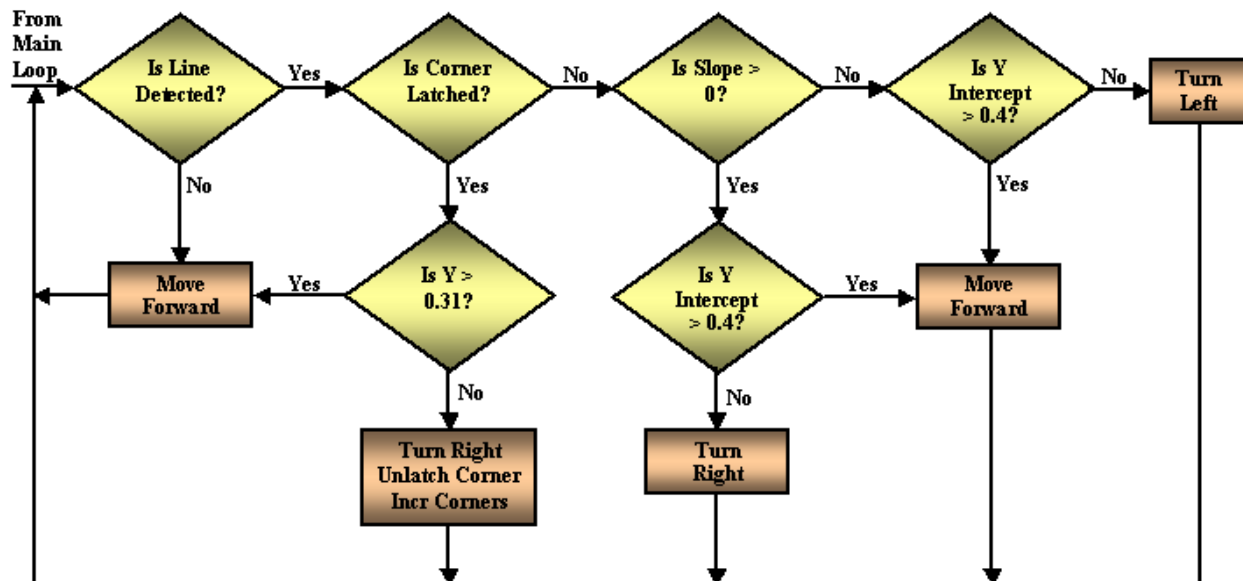 From
Main
Loop
Is Line
Detected?
Yes
Is Corner
Latched?
No
Is Slope >
0?
No
Is Y
Intercept
> 0.4?
No
Turn
Left
No
Yes
Yes
Yes
Move
Forward
Yes
Is Y >
0.31?
Is Y
Intercept
> 0.4?
Yes
Move
Forward
No
No
Turn Right
Unlatch Corner
Incr Corners
Turn
Right